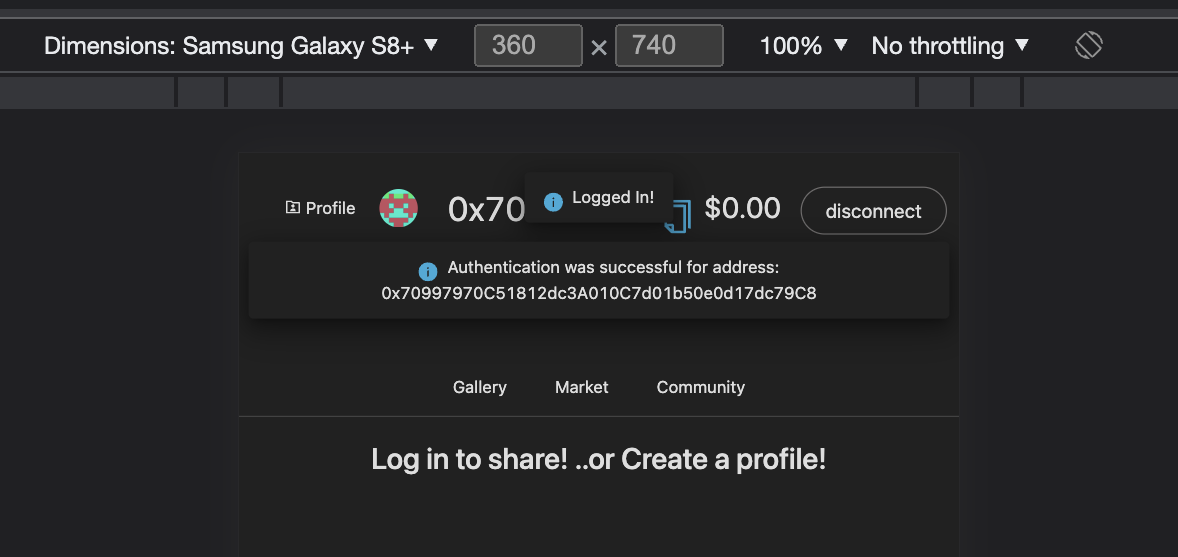 Dimensions: Samsung Galaxy S8+ ▼ 360 × 740 100% ▼ No throttling ▼
Profile 0x70 Logged In! $0.00 disconnect
Authentication was successful for address:
0x70997970C51812dc3A010C7d01b50e0d17dc79C8
Gallery Market Community
Log in to share! ..or Create a profile!